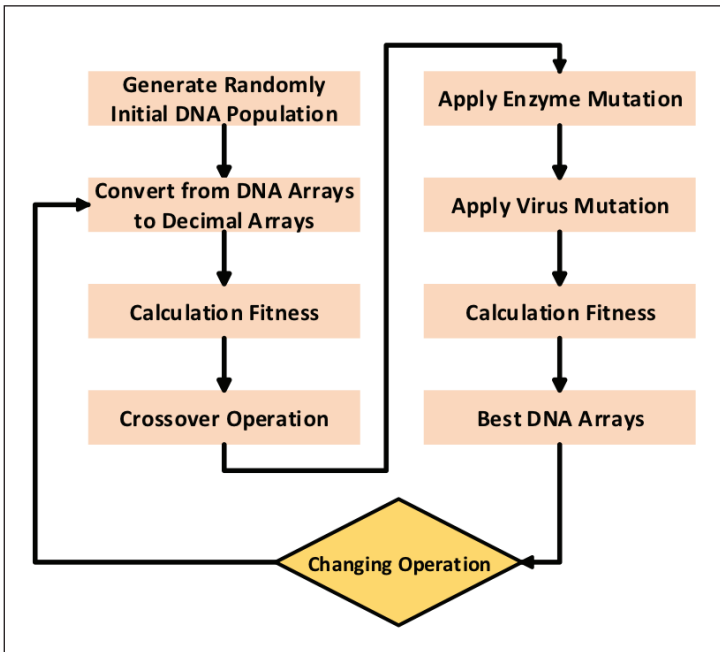 Generate Randomly
Initial DNA Population
Convert from DNA Arrays
to Decimal Arrays
Calculation Fitness
Crossover Operation
Apply Enzyme Mutation
Apply Virus Mutation
Calculation Fitness
Best DNA Arrays
Changing Operation